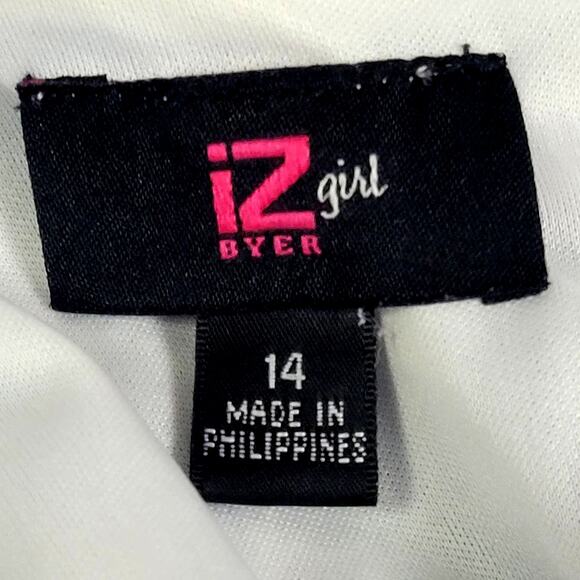 iZ girl
BYER
14
MADE IN
PHILIPPINES